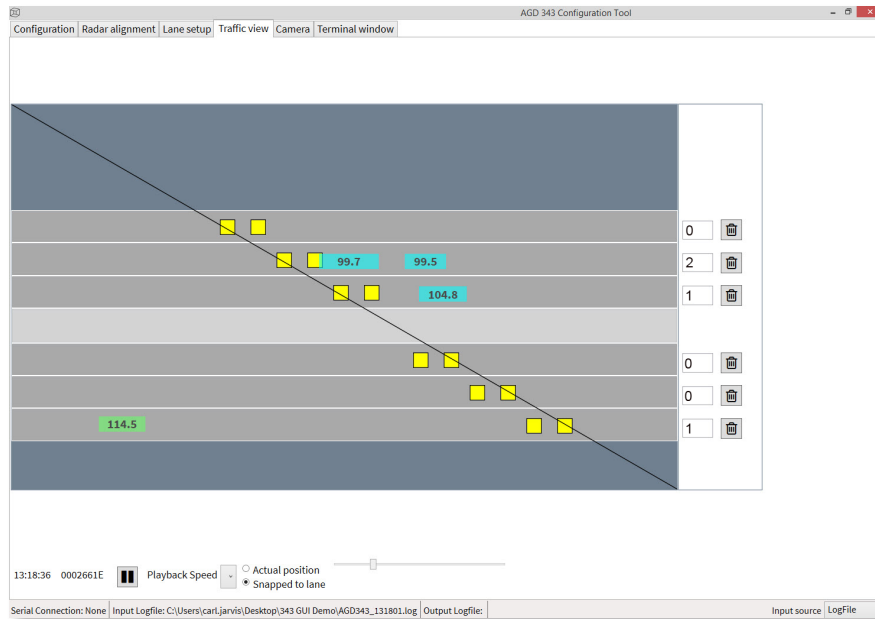 AGD 343 Configuration Tool
Configuration Radar alignment Lane setup Traffic view Camera Terminal window
0
99.7 99.5 2
104.8 1
0
0
114.5 1
13:18:36 0002661E Playback Speed
Actual position
Snapped to lane
Serial Connection: None Input Logfile: C:\Users\carl.jarvis\Desktop\343 GUI Demo\AGD343_131801.log Output Logfile: Input source LogFile